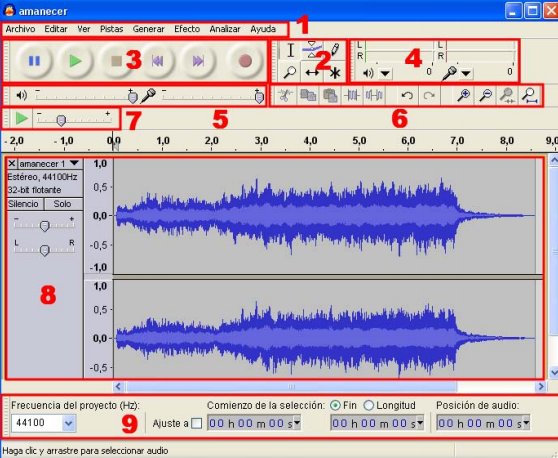 amanecer
Archivo Editar Ver Pistas Generar Efecto Analizar Ayuda 1
3
2
L
R
4
L
R
0
0
5
6
7
- 2,0 1,0 0,0 1,0 2,0 3,0 4,0 5,0 6,0 7,0 8,0 9,0
X amanecer 1
Estéreo, 44100Hz
32-bit flotante
Silencio Solo
- +
L R
8
1,0
0,5-
0,0-
-0,5-
-1,0
1,0
0,5-
0,0-
-0,5-
Frecuencia del proyecto (Hz):
44100
9
Ajuste a
Comienzo de la selección:
00 h 00 m 00 s
Fin Longitud
00 h 00 m 00 s
Posición de audio:
00 h 00 m 00 s
Haga clic y arrastre para seleccionar audio